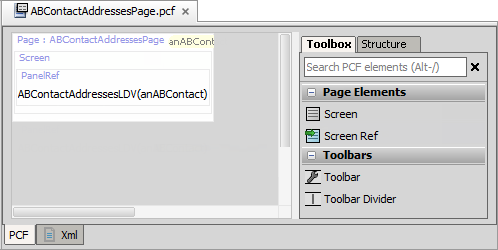 ABContactAddressesPage.pcf
Page : ABContactAddressesPage anABCont
Screen
PanelRef
ABContactAddressesLDV(anABContact)
Toolbox Structure
Search PCF elements (Alt-/)
Page Elements
Screen
Screen Ref
Toolbars
Toolbar
Toolbar Divider
PCF Xml